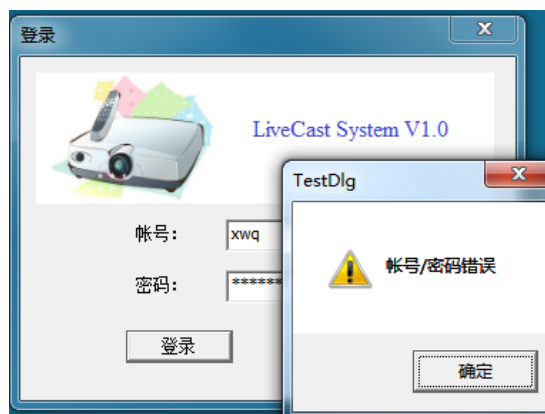 登录
LiveCast System V1.0
TestDlg
帐号：
xwq
帐号/密码错误
密码：
*******
登录
确定